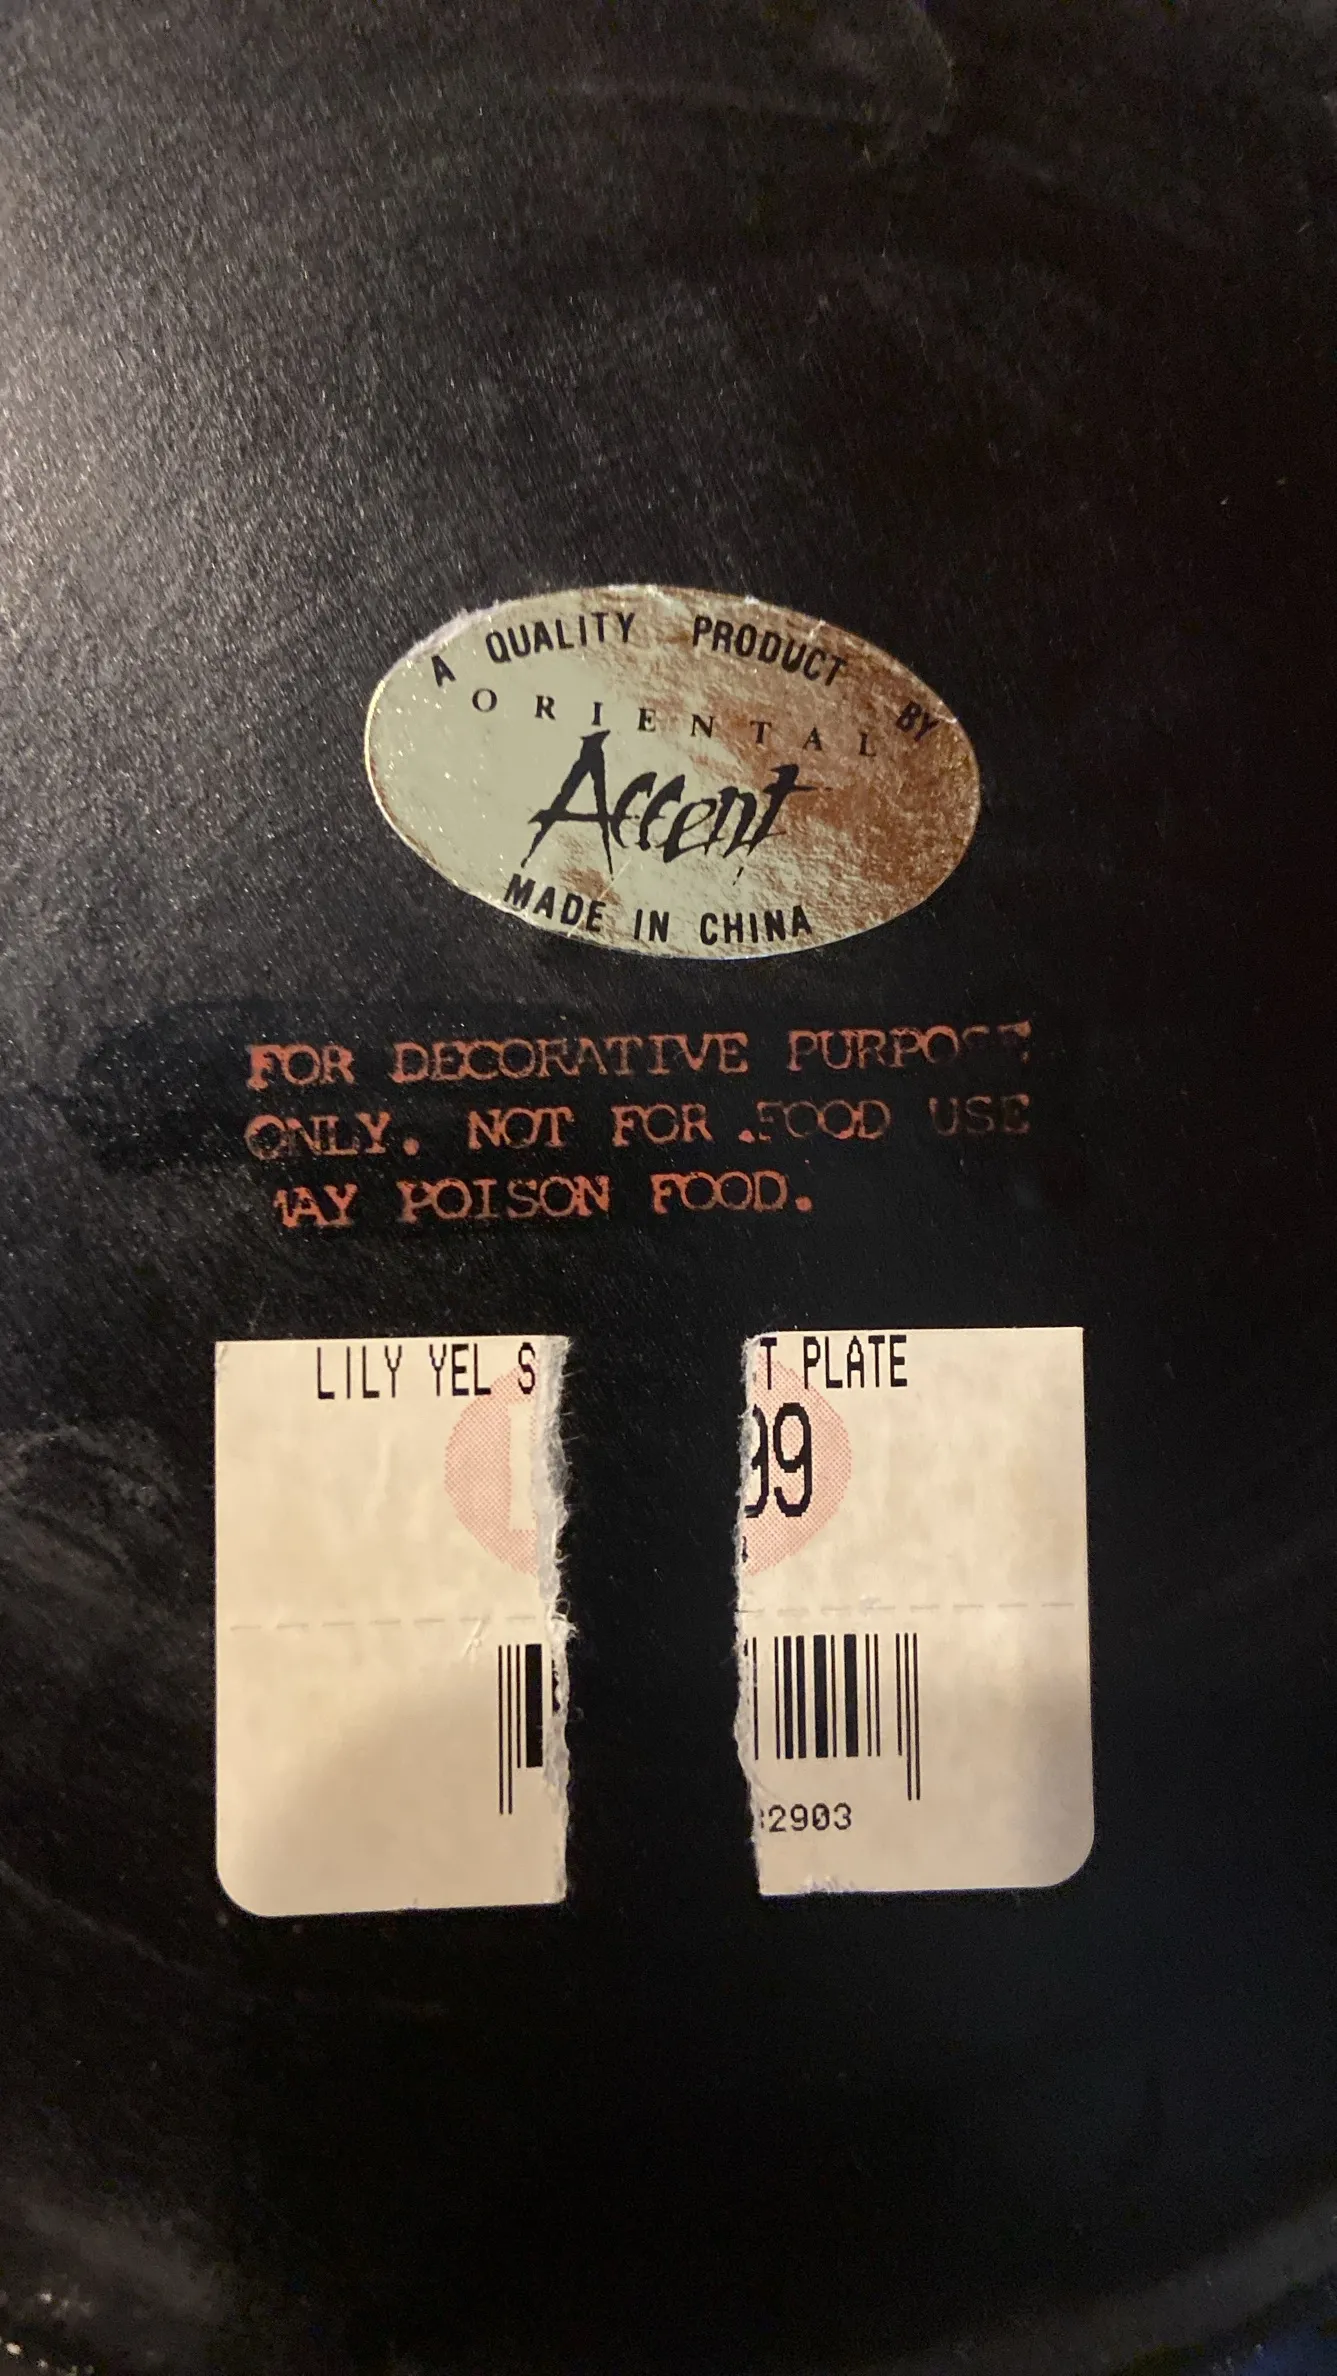 A QUALITY PRODUCT BY
ORIENTAL
Accent
MADE IN CHINA
FOR DECORATIVE PURPOSE
ONLY. NOT FOR FOOD USE
MAY POISON FOOD.
LILY YEL S T PLATE
99
2903